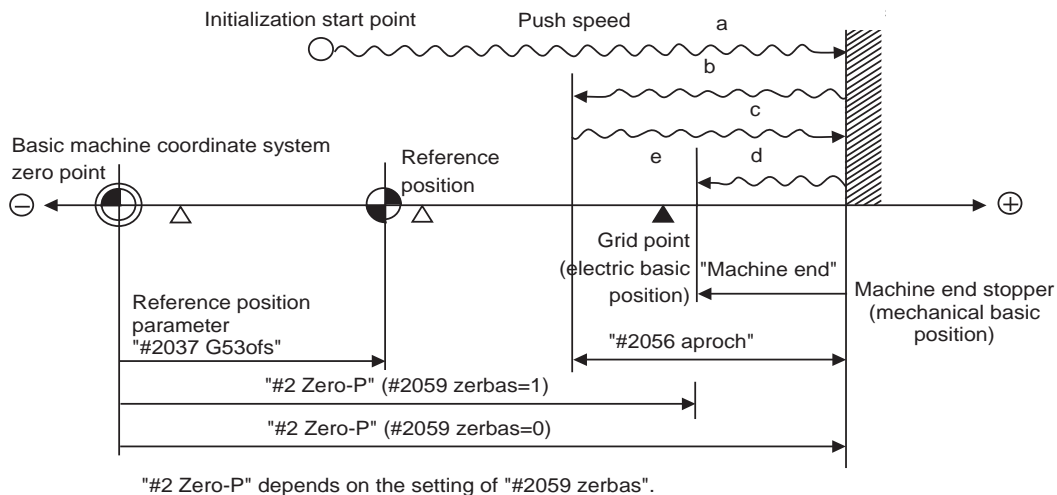 Initialization start point
Push speed
a
b
c
Basic machine coordinate system
zero point
Reference
position
e
d
⊖
⊕
Grid point
(electric basic
position)
"Machine end"
Machine end stopper
(mechanical basic
position)
Reference position
parameter
"#2037 G53ofs"
"#2056 aproch"
"#2 Zero-P" (#2059 zerbas=1)
"#2 Zero-P" (#2059 zerbas=0)
"#2 Zero-P" depends on the setting of "#2059 zerbas".